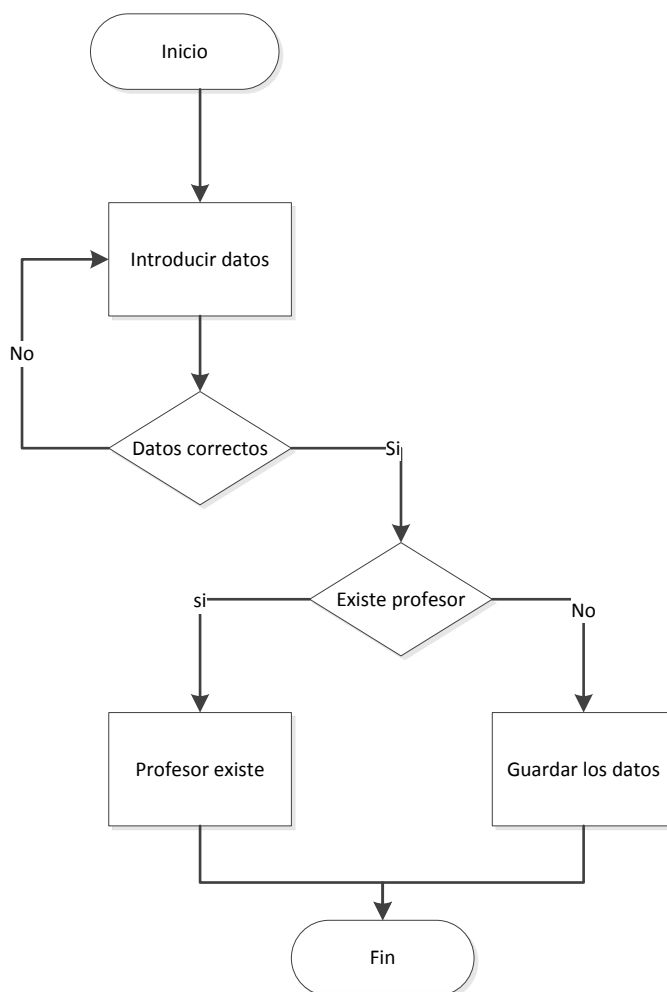 Inicio
Introducir datos
No
Datos correctos
Si
Existe profesor
si
No
Profesor existe
Guardar los datos
Fin